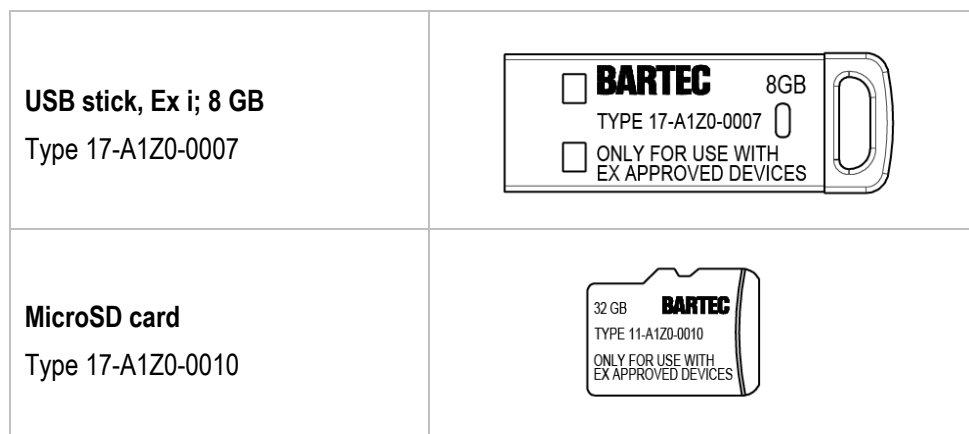 USB stick, Ex i; 8 GB
Type 17-A1Z0-0007
BARTEC 8GB
TYPE 17-A1Z0-0007
ONLY FOR USE WITH
EX APPROVED DEVICES
MicroSD card
Type 17-A1Z0-0010
32 GB BARTEC
TYPE 11-A1Z0-0010
ONLY FOR USE WITH
EX APPROVED DEVICES